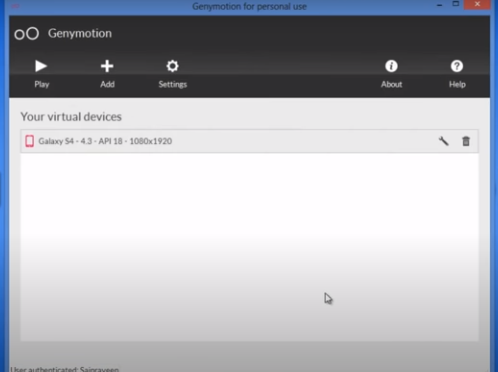 Genymotion for personal use
Genymotion
Play Add Settings About Help
Your virtual devices
Galaxy S4 - 4.3 - API 18 - 1080x1920
User authenticated: Saipraveen